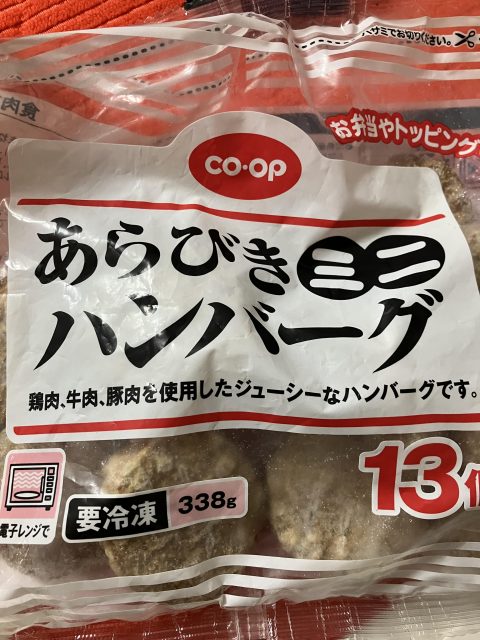 ハサミでお切りください。
食肉
お弁当やトッピング
CO·OP
あらびきミニ
ハンバーグ
鶏肉、牛肉、豚肉を使用したジューシーなハンバーグです。
13個
電子レンジで
要冷凍 338g